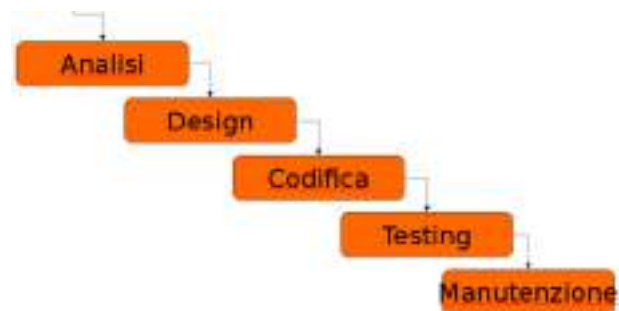 Analisi
Design
Codifica
Testing
Manutenzione